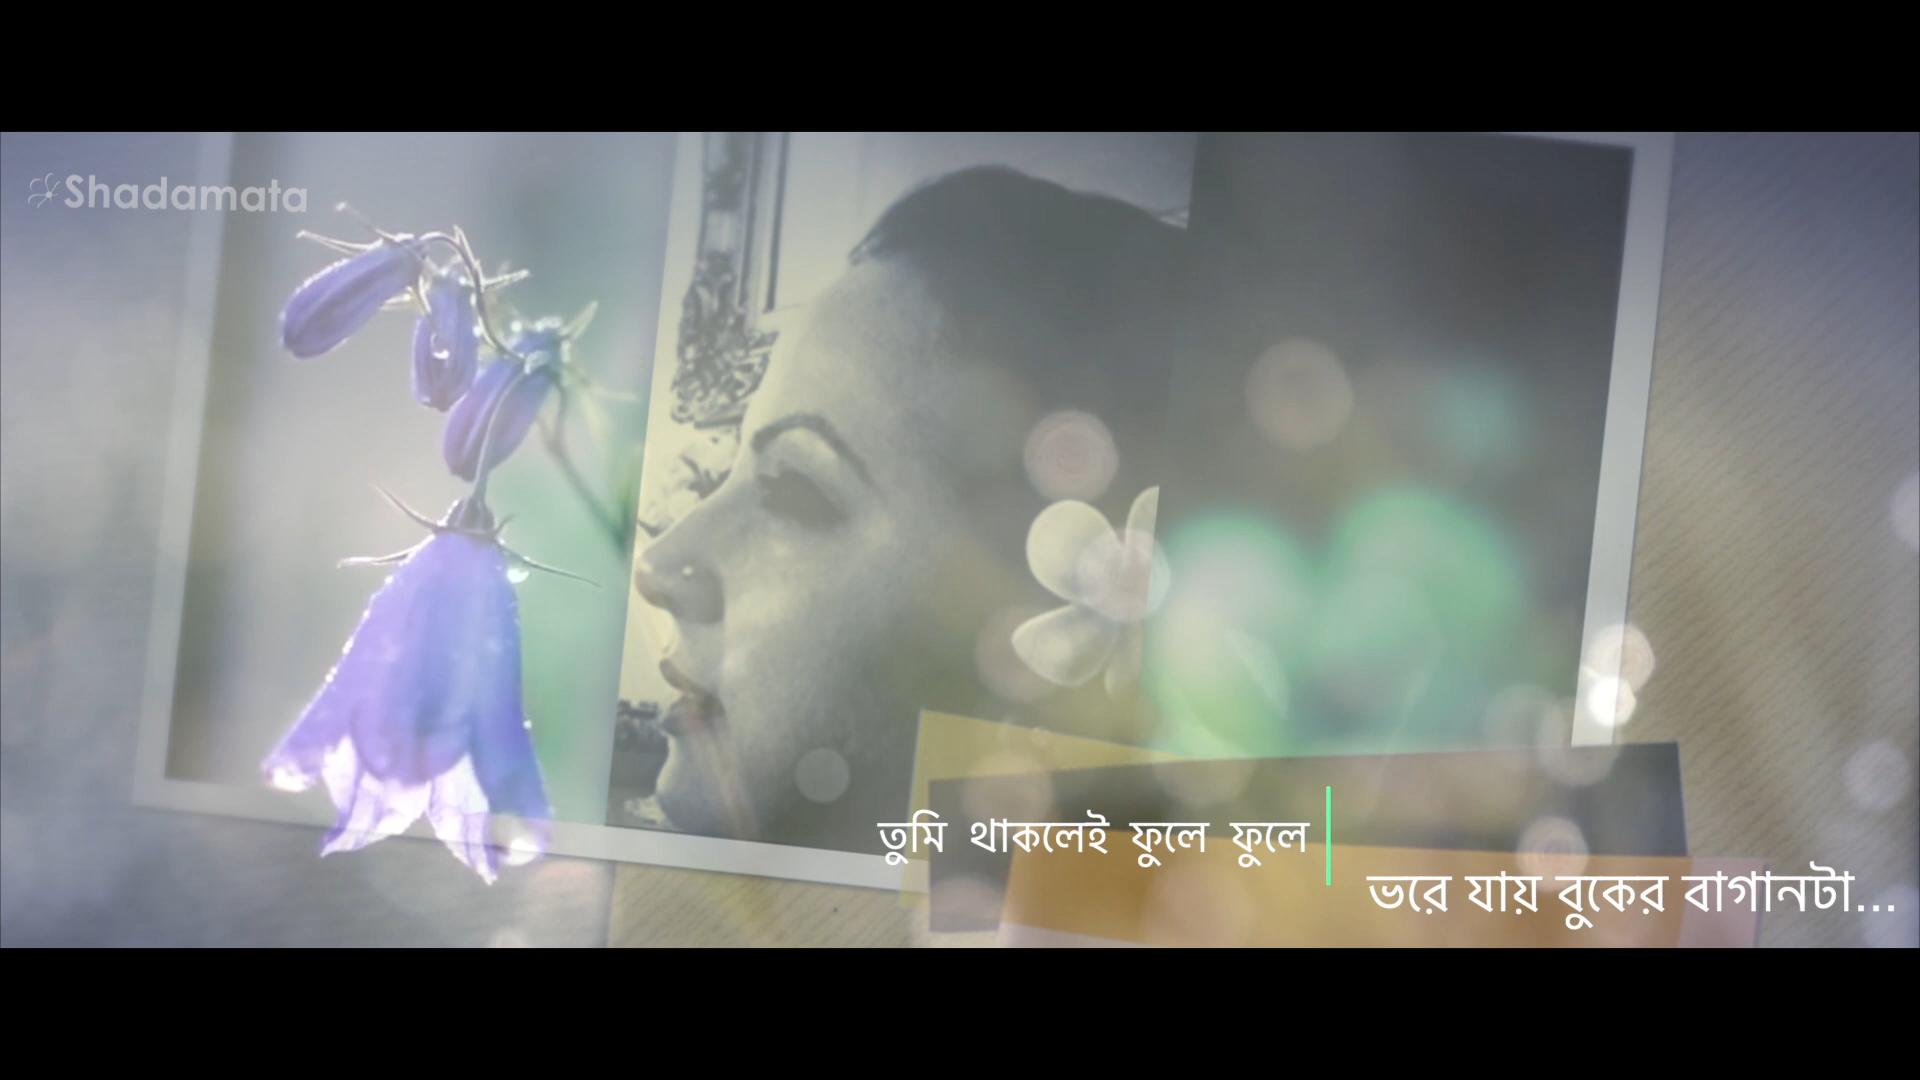 Shadamata
তুমি থাকলেই ফুলে ফুলে
ভরে যায় বুকের বাগানটা...